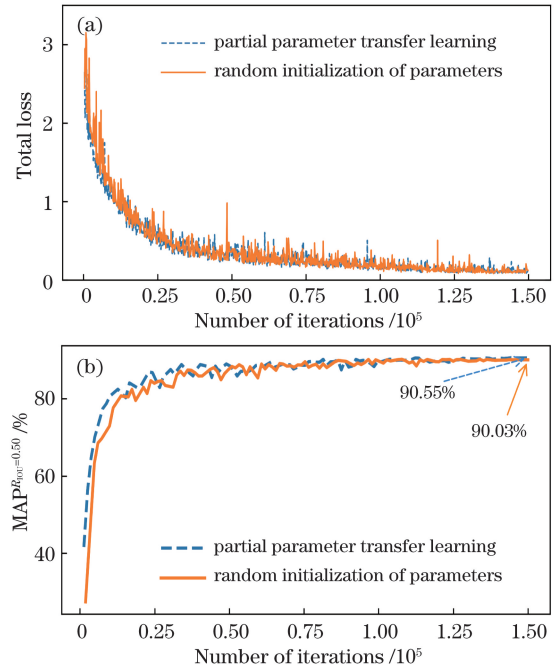 (a)
partial parameter transfer learning
random initialization of parameters
Total loss
3
2
1
0
0 0.25 0.50 0.75 1.00 1.25 1.50
Number of iterations /10⁵
(b)
90.55%
90.03%
MAP^{R_{IOU}=0.50} /%
80
60
40
partial parameter transfer learning
random initialization of parameters
0 0.25 0.50 0.75 1.00 1.25 1.50
Number of iterations /10⁵